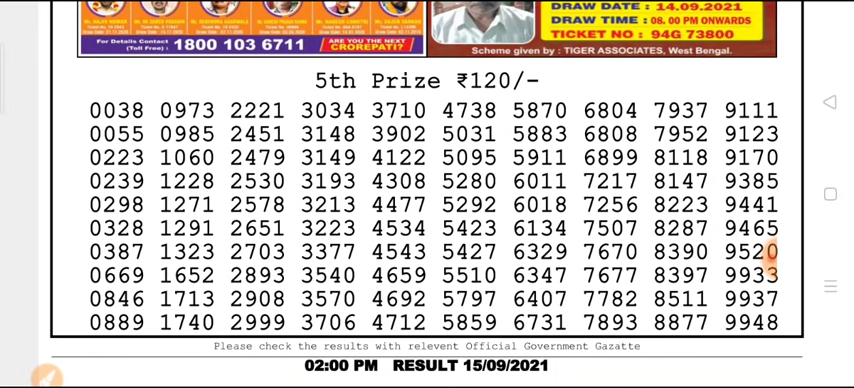 DRAW DATE : 14.09.2021
DRAW TIME : 08. 00 PM ONWARDS
TICKET NO : 94G 73800
For Details Contact
(Toll Free) : 1800 103 6711
ARE YOU THE NEXT
CROREPATI?
Scheme given by : TIGER ASSOCIATES, West Bengal.
5th Prize ₹120/-
0038 0973 2221 3034 3710 4738 5870 6804 7937 9111
0055 0985 2451 3148 3902 5031 5883 6808 7952 9123
0223 1060 2479 3149 4122 5095 5911 6899 8118 9170
0239 1228 2530 3193 4308 5280 6011 7217 8147 9385
0298 1271 2578 3213 4477 5292 6018 7256 8223 9441
0328 1291 2651 3223 4534 5423 6134 7507 8287 9465
0387 1323 2703 3377 4543 5427 6329 7670 8390 9520
0669 1652 2893 3540 4659 5510 6347 7677 8397 9933
0846 1713 2908 3570 4692 5797 6407 7782 8511 9937
0889 1740 2999 3706 4712 5859 6731 7893 8877 9948
Please check the results with relevent Official Government Gazatte
02:00 PM RESULT 15/09/2021